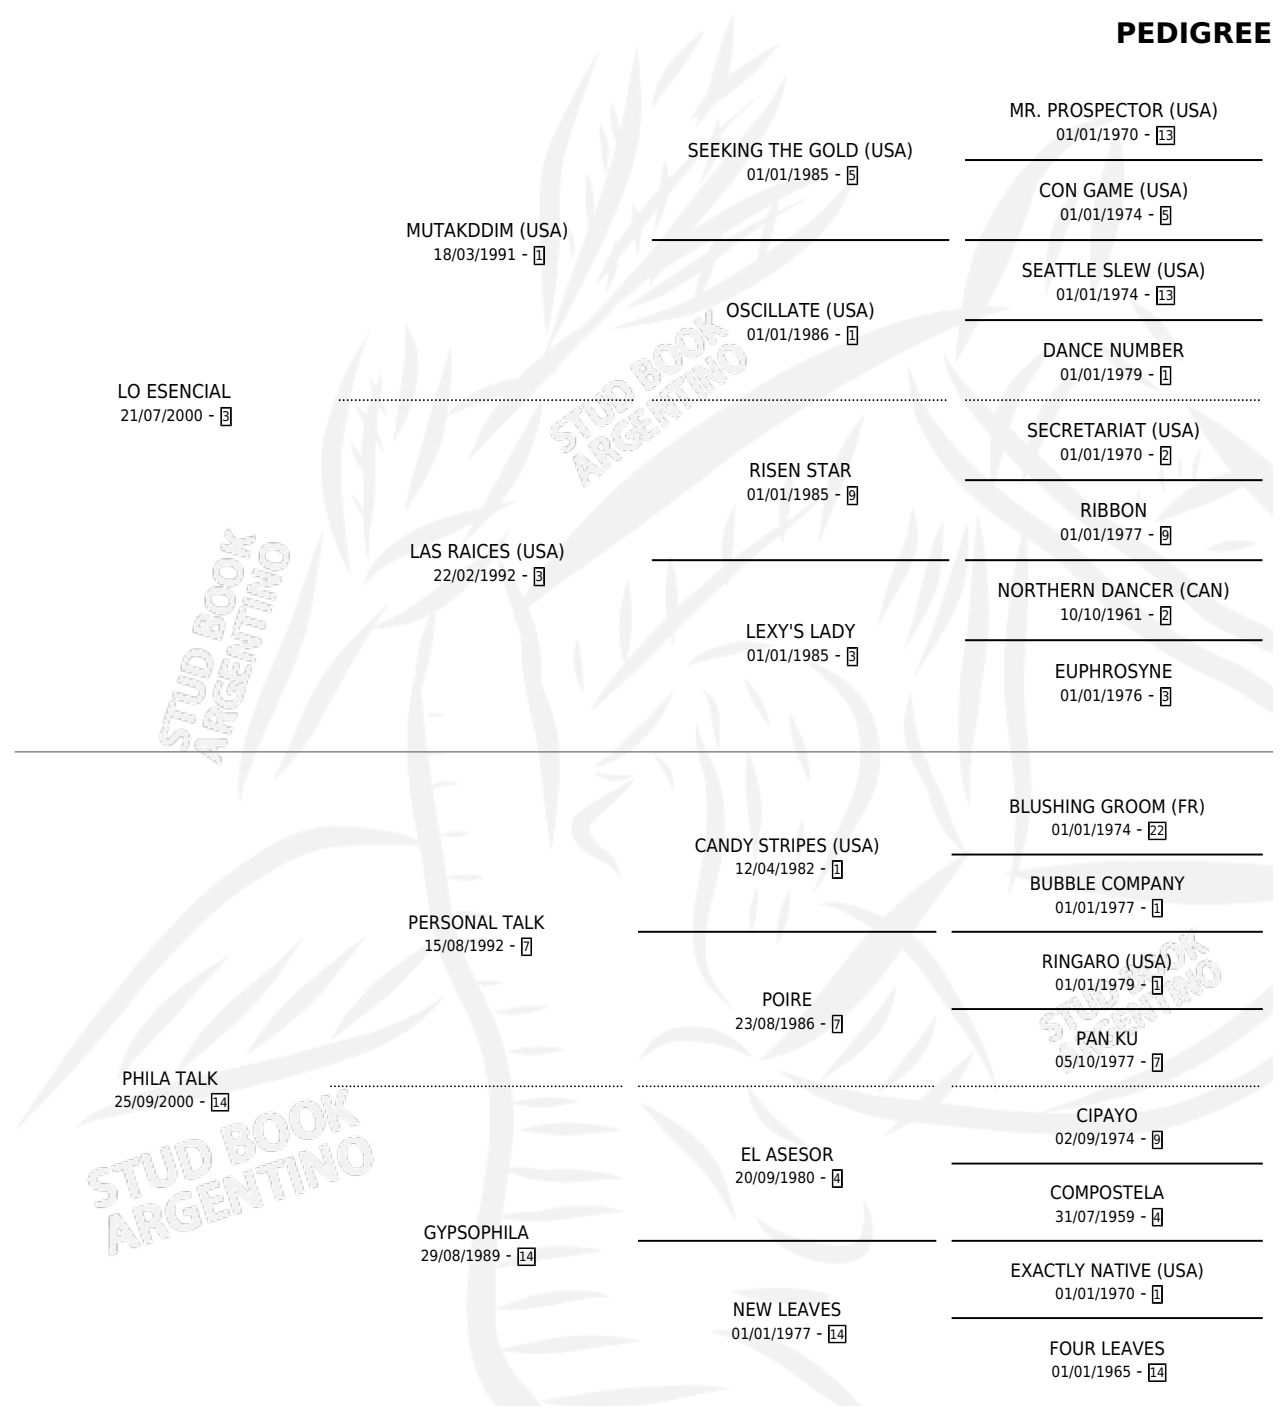 PEDIGREE
MR. PROSPECTOR (USA)
01/01/1970 - 13
SEEKING THE GOLD (USA)
01/01/1985 - 5
CON GAME (USA)
01/01/1974 - 5
MUTAKDDIM (USA)
18/03/1991 - 1
SEATTLE SLEW (USA)
01/01/1974 - 13
OSCILLATE (USA)
01/01/1986 - 1
DANCE NUMBER
01/01/1979 - 1
LO ESENCIAL
21/07/2000 - 3
SECRETARIAT (USA)
01/01/1970 - 2
RISEN STAR
01/01/1985 - 9
RIBBON
01/01/1977 - 9
LAS RAICES (USA)
22/02/1992 - 3
NORTHERN DANCER (CAN)
10/10/1961 - 2
LEXY'S LADY
01/01/1985 - 3
EUPHROSYNE
01/01/1976 - 3
BLUSHING GROOM (FR)
01/01/1974 - 22
CANDY STRIPES (USA)
12/04/1982 - 1
BUBBLE COMPANY
01/01/1977 - 1
PERSONAL TALK
15/08/1992 - 7
RINGARO (USA)
01/01/1979 - 1
POIRE
23/08/1986 - 7
PAN KU
05/10/1977 - 7
PHILA TALK
25/09/2000 - 14
CIPAYO
02/09/1974 - 9
EL ASESOR
20/09/1980 - 4
COMPOSTELA
31/07/1959 - 4
GYPSOPHILA
29/08/1989 - 14
EXACTLY NATIVE (USA)
01/01/1970 - 1
NEW LEAVES
01/01/1977 - 14
FOUR LEAVES
01/01/1965 - 14
STUD BOOK
ARGENTINO
STUD BOOK
ARGENTINO
STUD BOOK
ARGENTINO
STUD BOOK
ARGENTINO